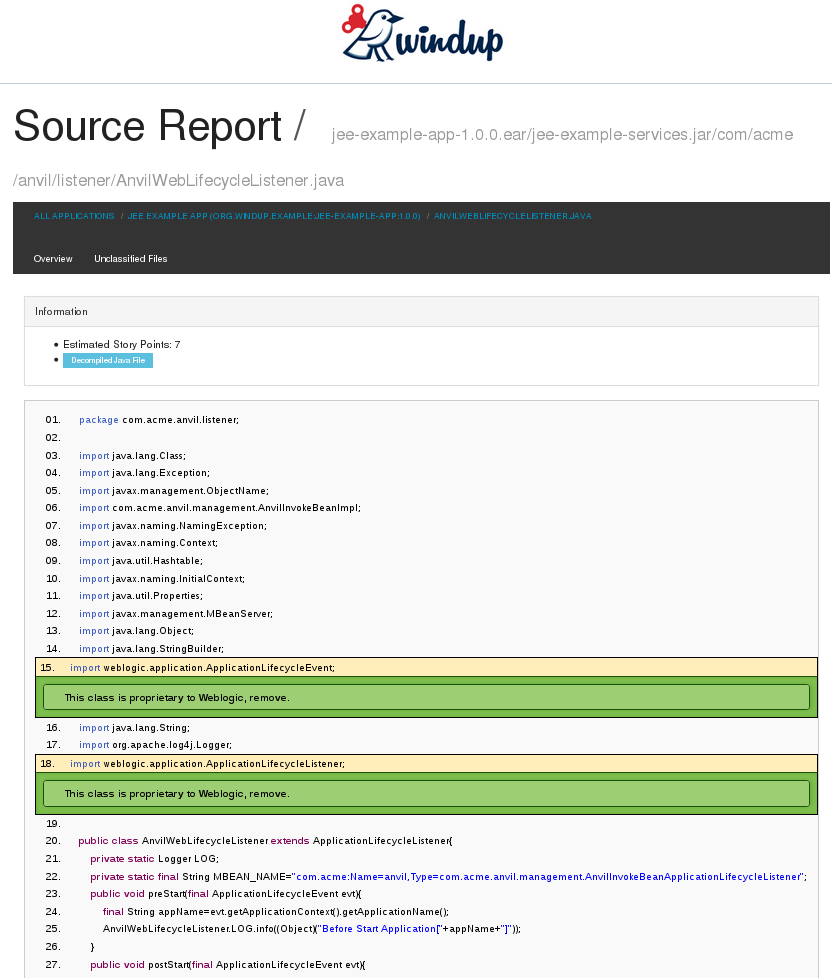 windup
Source Report / jee-example-app-1.0.0.ear/jee-example-services.jar/com/acme
/anvil/listener/AnvilWebLifecycleListener.java
ALL APPLICATIONS / JEE EXAMPLE APP (ORG.WINDUP.EXAMPLE:JEE-EXAMPLE-APP:1.0.0) / ANVILWEBLIFECYCLELISTENER.JAVA
Overview Unclassified Files
Information
• Estimated Story Points: 7
• Decompiled Java File
01. package com.acme.anvil.listener;
02.
03. import java.lang.Class;
04. import java.lang.Exception;
05. import javax.management.ObjectName;
06. import com.acme.anvil.management.AnvilInvokeBeanImpl;
07. import javax.naming.NamingException;
08. import javax.naming.Context;
09. import java.util.Hashtable;
10. import javax.naming.InitialContext;
11. import java.util.Properties;
12. import javax.management.MBeanServer;
13. import java.lang.Object;
14. import java.lang.StringBuilder;
15. import weblogic.application.ApplicationLifecycleEvent;
This class is proprietary to Weblogic, remove.
16. import java.lang.String;
17. import org.apache.log4j.Logger;
18. import weblogic.application.ApplicationLifecycleListener;
This class is proprietary to Weblogic, remove.
19.
20. public class AnvilWebLifecycleListener extends ApplicationLifecycleListener{
21. private static Logger LOG;
22. private static final String MBEAN_NAME="com.acme:Name=anvil,Type=com.acme.anvil.management.AnvilInvokeBeanApplicationLifecycleListener";
23. public void preStart(final ApplicationLifecycleEvent evt){
24. final String appName=evt.getApplicationContext().getApplicationName();
25. AnvilWebLifecycleListener.LOG.info((Object)("Before Start Application["+appName+"]"));
26. }
27. public void postStart(final ApplicationLifecycleEvent evt){